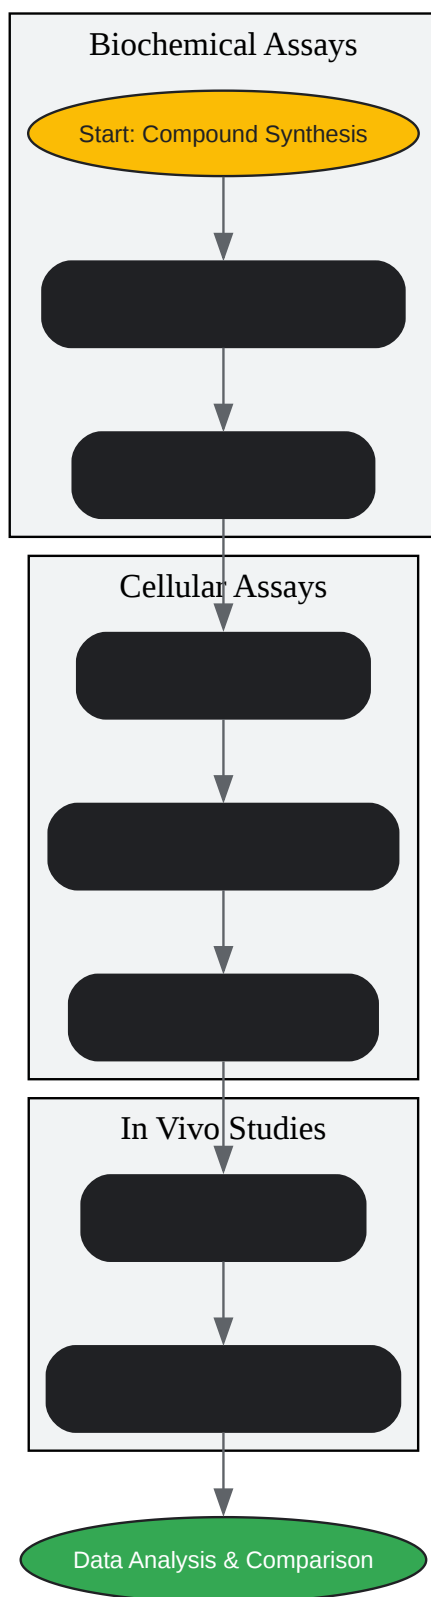 Biochemical Assays
Start: Compound Synthesis
Cellular Assays
In Vivo Studies
Data Analysis & Comparison